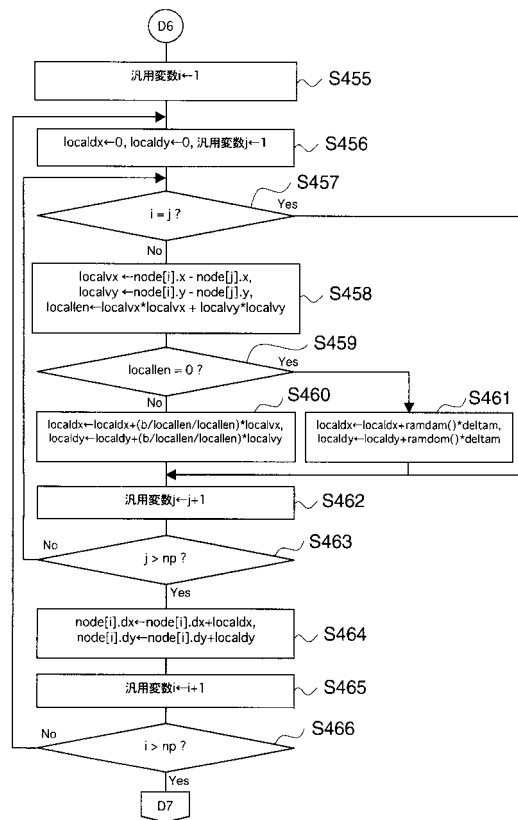 D6
汎用変数i←1
S455
localdx←0, localdy←0, 汎用変数j←1
S456
S457
i = j ?
Yes
No
localvx ←node[i].x - node[j].x,
localvy ←node[i].y - node[j].y,
locallen←localvx*localvx + localvy*localvy
S458
S459
locallen = 0 ?
Yes
No
S460
S461
localdx←localdx+(b/locallen/locallen)*localvx,
localdy←localdy+(b/locallen/locallen)*localvy
localdx←localdx+ramdam()*deltam,
localdy←localdy+ramdom()*deltam
汎用変数j←j+1
S462
S463
No
j > np ?
Yes
node[i].dx←node[i].dx+localdx,
node[i].dy←node[i].dy+localdy
S464
汎用変数i←i+1
S465
S466
No
i > np ?
Yes
D7